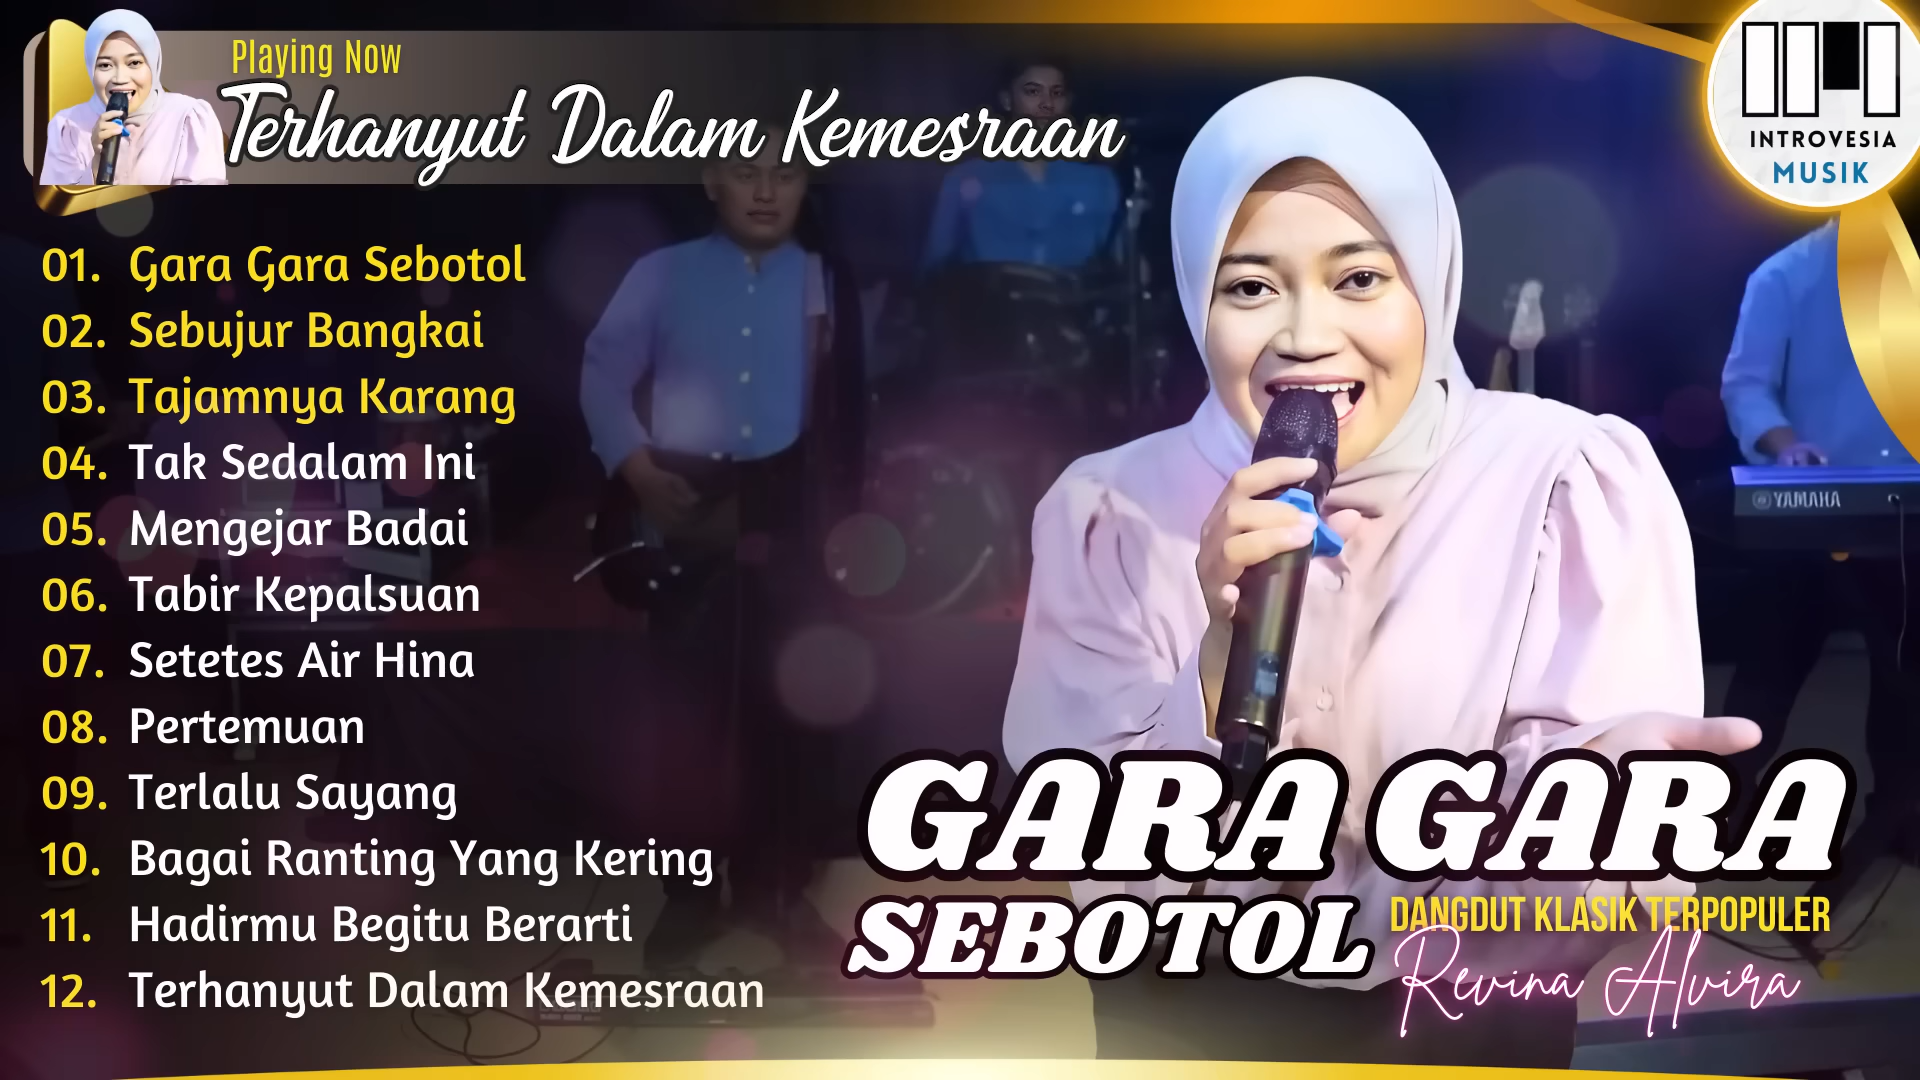 Playing Now
Terhanyut Dalam Kemesraan
INTROVESIA
MUSIK
01. Gara Gara Sebotol
02. Sebujur Bangkai
03. Tajamnya Karang
04. Tak Sedalam Ini
05. Mengejar Badai
06. Tabir Kepalsuan
07. Setetes Air Hina
08. Pertemuan
09. Terlalu Sayang
10. Bagai Ranting Yang Kering
11. Hadirmu Begitu Berarti
12. Terhanyut Dalam Kemesraan
YAMAHA
GARA GARA
SEBOTOL
DANGDUT KLASIK TERPOPULER
Revina Alvira